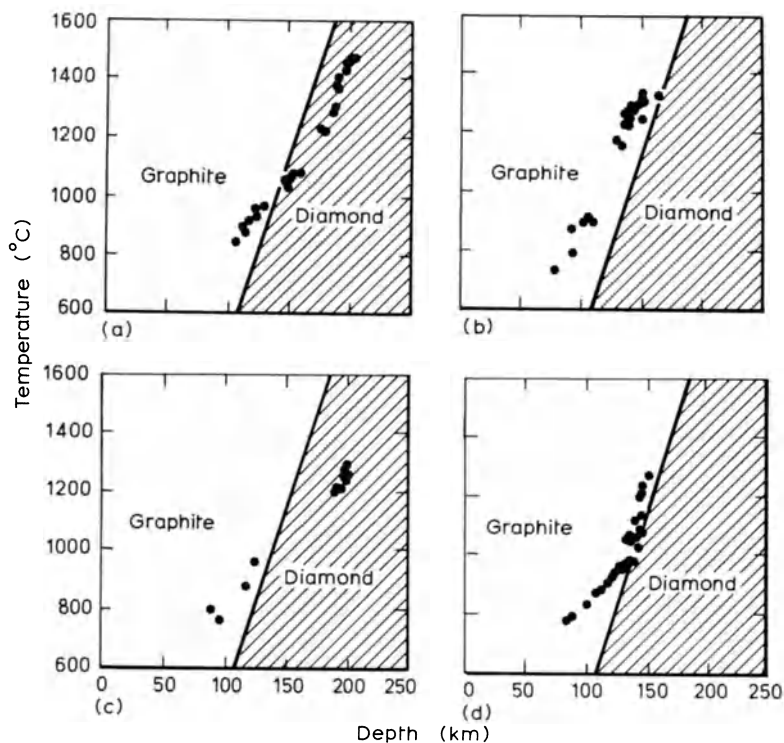 1600
1400
1200
1000
800
600
Graphite
Diamond
(a)
Graphite
Diamond
(b)
Temperature (°C)
1600
1400
1200
1000
800
600
Graphite
Diamond
0 50 100 150 200 250
(c)
Graphite
Diamond
0 50 100 150 200 250
(d)
Depth (km)